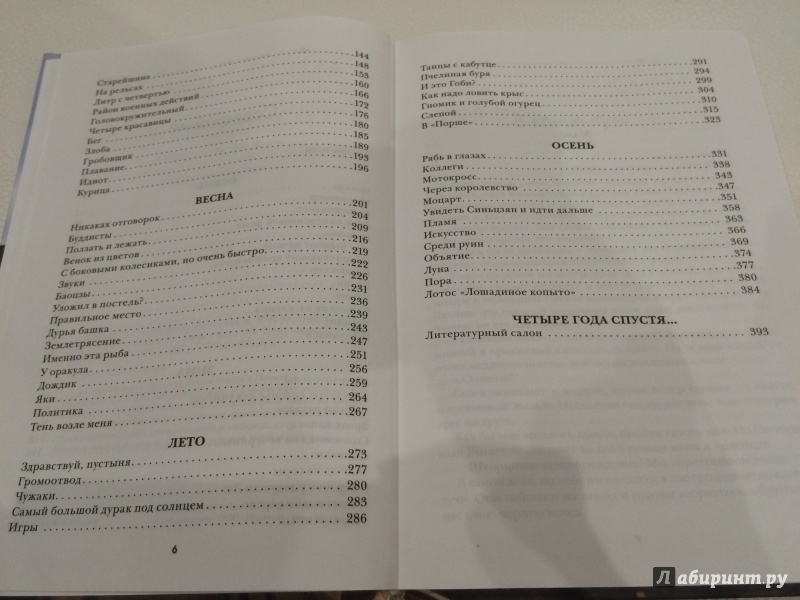 Старейшина 144
На рельсах 148
Литр с четвертью 153
Район военных действий 160
Головокружительный 166
Четыре красавицы 172
Бег 176
Злоба 180
Гробовщик 185
Плавание 189
Идиот 193
Курица 196
ВЕСНА
Никаких отговорок 201
Буддисты 204
Ползать и лежать 209
Венок из цветов 216
С боковыми колесиками, но очень быстро 219
Звуки 222
Баоцзы 226
Уложил в постель? 231
Правильное место 236
Дурья башка 239
Землетрясение 243
Именно эта рыба 247
У оракула 251
Дождик 256
Яки 259
Политика 264
Тень возле меня 267
ЛЕТО
Здравствуй, пустыня 273
Громоотвод 277
Чужаки 280
Самый большой дурак под солнцем 283
Игры 286
6
Танцы с кабутце 291
Пчелиная буря 294
И это Гоби? 299
Как надо ловить крыс 304
Гномик и голубой огурец 310
Слепой 315
В «Порше» 323
ОСЕНЬ
Рябь в глазах 331
Коллеги 338
Мотокросс 343
Через королевство 347
Моцарт 351
Увидеть Синьцзян и идти дальше 358
Пламя 363
Искусство 366
Среди руин 369
Объятие 374
Луна 377
Пора 380
Лотос «Лошадиное копыто» 384
ЧЕТЫРЕ ГОДА СПУСТЯ...
Литературный салон 393
Лабиринт.ру